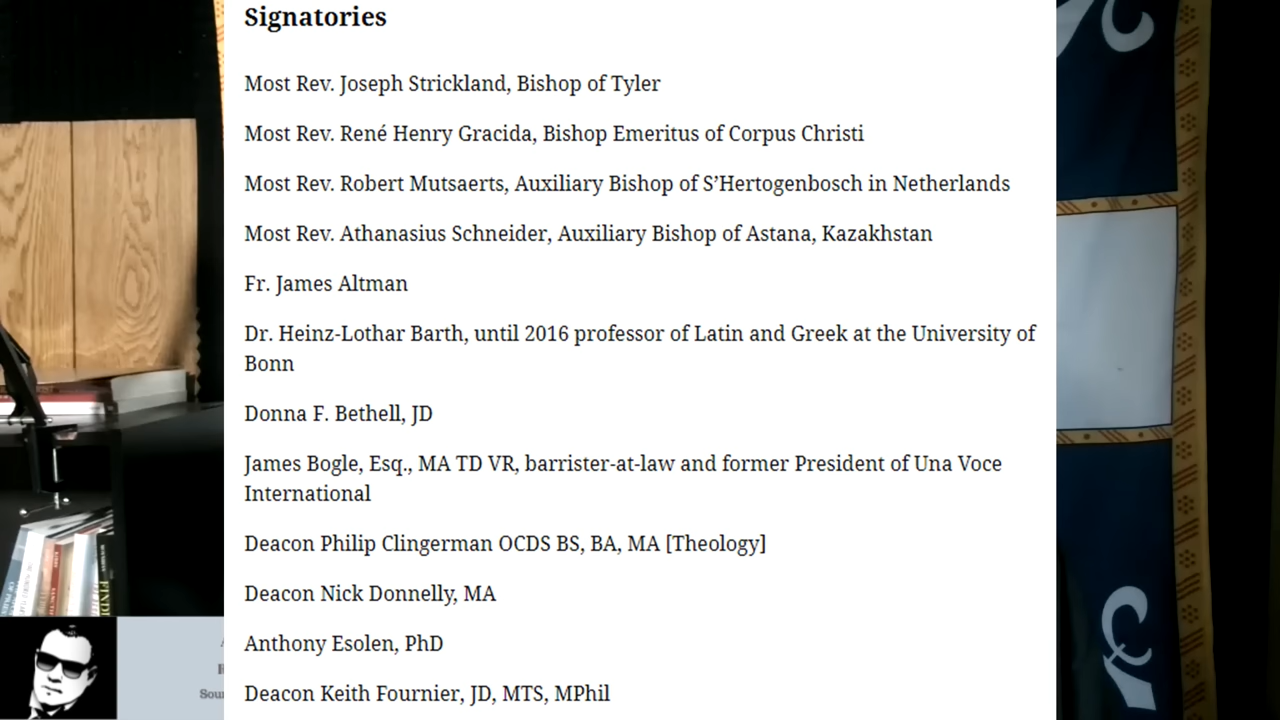 Signatories
Most Rev. Joseph Strickland, Bishop of Tyler
Most Rev. René Henry Gracida, Bishop Emeritus of Corpus Christi
Most Rev. Robert Mutsaerts, Auxiliary Bishop of S’Hertogenbosch in Netherlands
Most Rev. Athanasius Schneider, Auxiliary Bishop of Astana, Kazakhstan
Fr. James Altman
Dr. Heinz-Lothar Barth, until 2016 professor of Latin and Greek at the University of
Bonn
Donna F. Bethell, JD
James Bogle, Esq., MA TD VR, barrister-at-law and former President of Una Voce
International
Deacon Philip Clingerman OCDS BS, BA, MA [Theology]
Deacon Nick Donnelly, MA
Anthony Esolen, PhD
Deacon Keith Fournier, JD, MTS, MPhil